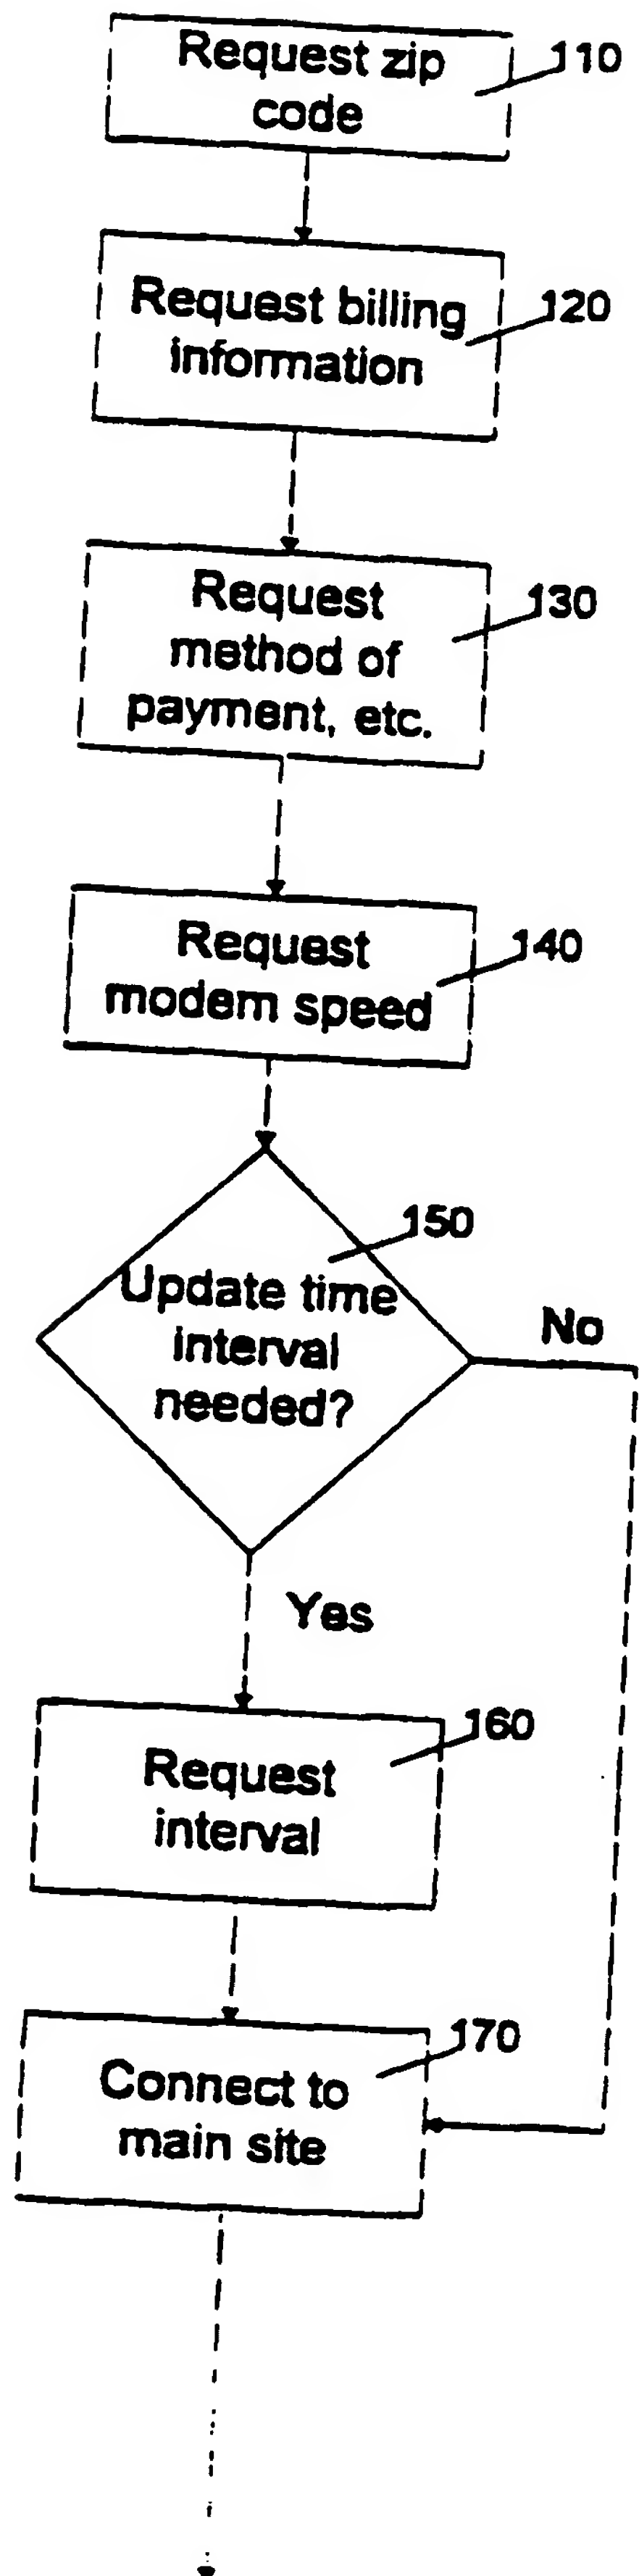 Request zip
code
110
Request billing
information
120
Request
method of
payment, etc.
130
Request
modem speed
140
150
Update time
interval
needed?
No
Yes
160
Request
interval
170
Connect to
main site